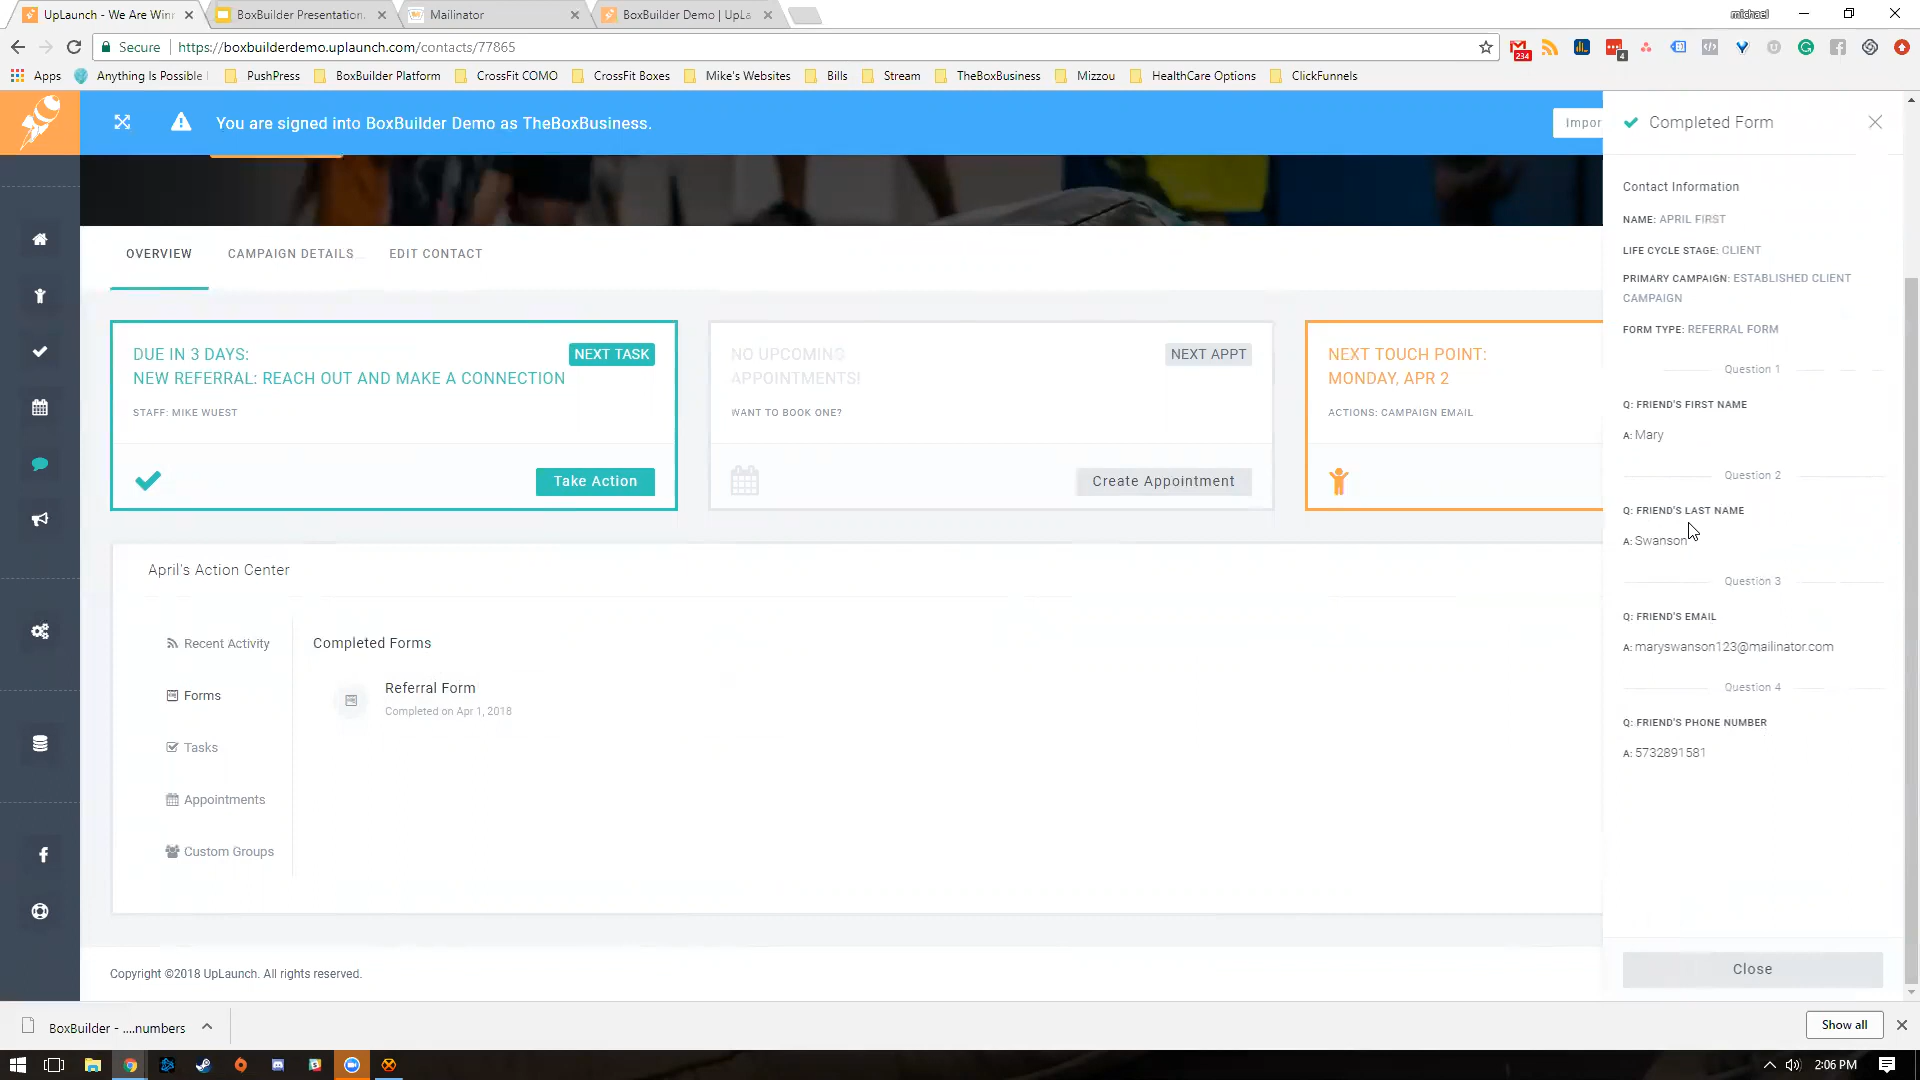 UpLaunch - We Are Winn
BoxBuilder Presentation.
Mailinator
BoxBuilder Demo | UpLa
michael
Secure
https://boxbuilderdemo.uplaunch.com/contacts/77865
234
4
Apps
Anything Is Possible
PushPress
BoxBuilder Platform
CrossFit COMO
CrossFit Boxes
Mike's Websites
Bills
Stream
TheBoxBusiness
Mizzou
HealthCare Options
ClickFunnels
You are signed into BoxBuilder Demo as TheBoxBusiness.
Impor
OVERVIEW
CAMPAIGN DETAILS
EDIT CONTACT
DUE IN 3 DAYS:
NEXT TASK
NEW REFERRAL: REACH OUT AND MAKE A CONNECTION
STAFF: MIKE WUEST
Take Action
NO UPCOMING
NEXT APPT
APPOINTMENTS!
WANT TO BOOK ONE?
Create Appointment
NEXT TOUCH POINT:
MONDAY, APR 2
ACTIONS: CAMPAIGN EMAIL
April's Action Center
Recent Activity
Forms
Tasks
Appointments
Custom Groups
Completed Forms
Referral Form
Completed on Apr 1, 2018
Copyright ©2018 UpLaunch. All rights reserved.
Completed Form
Contact Information
NAME: APRIL FIRST
LIFE CYCLE STAGE: CLIENT
PRIMARY CAMPAIGN: ESTABLISHED CLIENT
CAMPAIGN
FORM TYPE: REFERRAL FORM
Question 1
Q: FRIEND'S FIRST NAME
A: Mary
Question 2
Q: FRIEND'S LAST NAME
A: Swanson
Question 3
Q: FRIEND'S EMAIL
A: maryswanson123@mailinator.com
Question 4
Q: FRIEND'S PHONE NUMBER
A: 5732891581
Close
BoxBuilder - ....numbers
Show all
2:06 PM